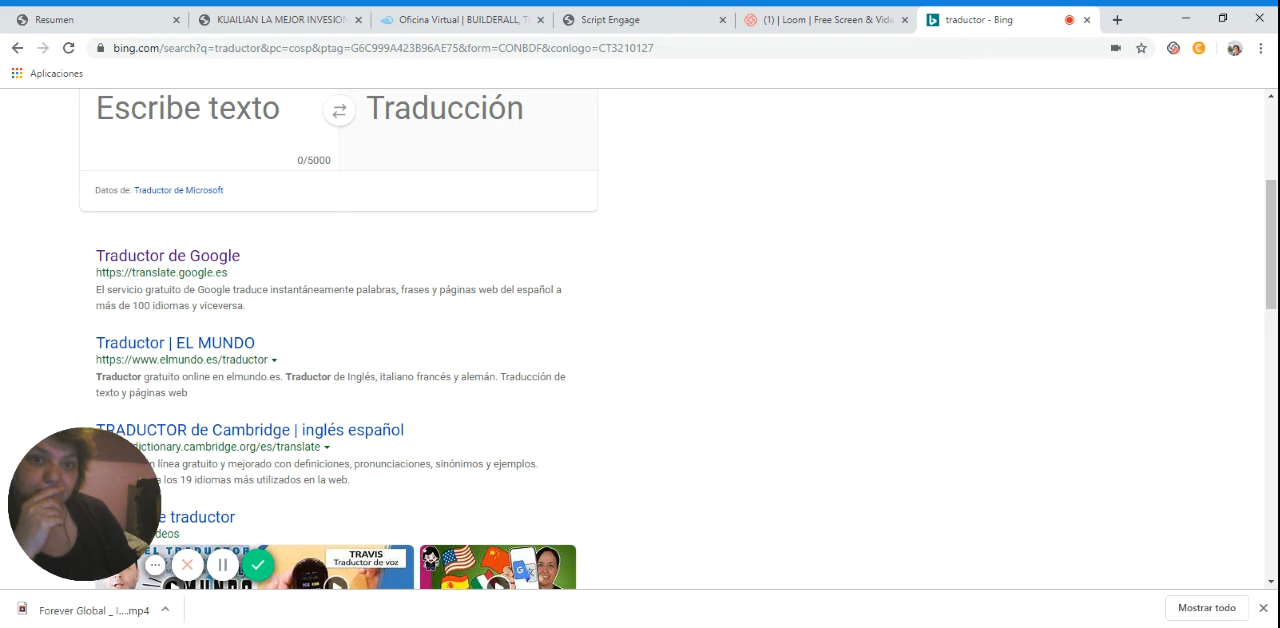 Resumen
KUAILIAN LA MEJOR INVESION
Oficina Virtual | BUILDERALL, T
Script Engage
(1) | Loom | Free Screen & Vide
traductor - Bing
bing.com/search?q=traductor&pc=cosp&ptag=G6C999A423B96AE75&form=CONBDF&conlogo=CT3210127
Aplicaciones
Escribe texto
Traducción
0/5000
Datos de: Traductor de Microsoft
Traductor de Google
https://translate.google.es
El servicio gratuito de Google traduce instantáneamente palabras, frases y páginas web del español a
más de 100 idiomas y viceversa.
Traductor | EL MUNDO
https://www.elmundo.es/traductor
Traductor gratuito online en elmundo.es. Traductor de Inglés, italiano francés y alemán. Traducción de
texto y páginas web
TRADUCTOR de Cambridge | inglés español
dictionary.cambridge.org/es/translate
línea gratuito y mejorado con definiciones, pronunciaciones, sinónimos y ejemplos.
los 19 idiomas más utilizados en la web.
e traductor
deos
EL TRADUCTOR
TRAVIS
Traductor de voz
Forever Global _ I....mp4
Mostrar todo